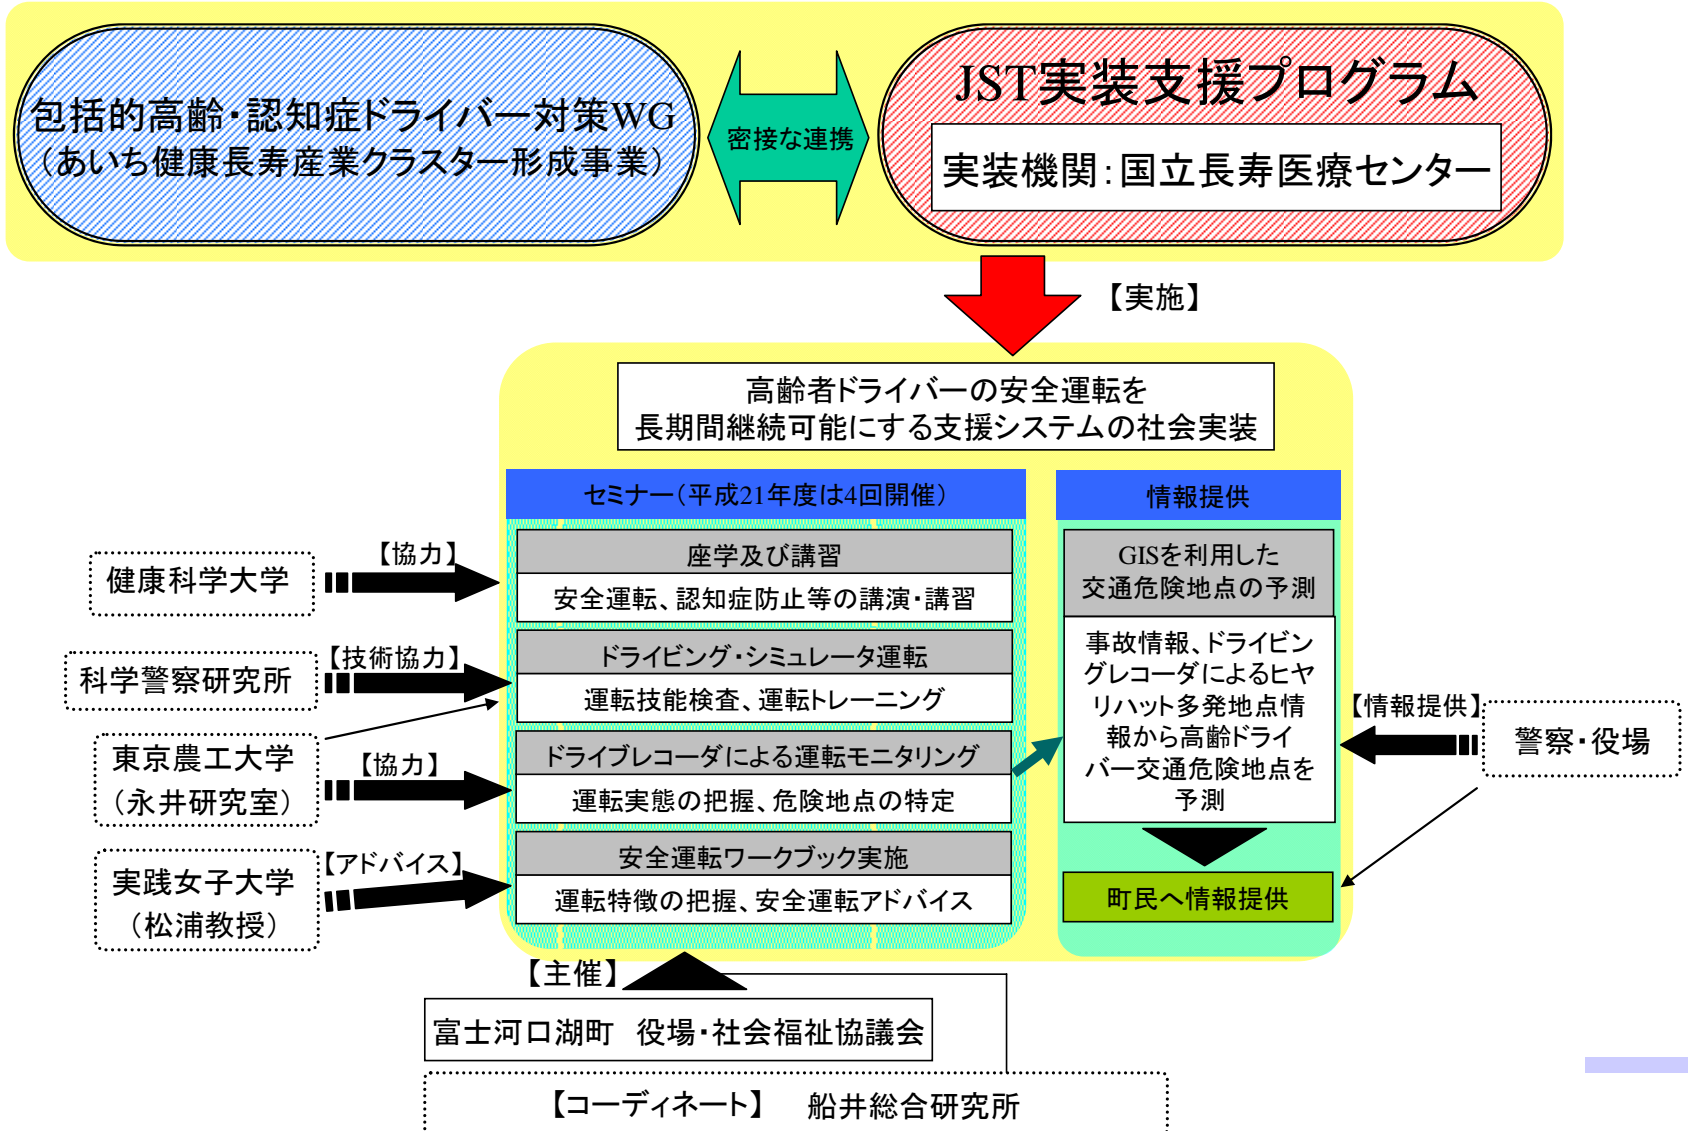 包括的高齢・認知症ドライバー対策WG
（あいち健康長寿産業クラスター形成事業）
密接な連携
JST実装支援プログラム
実装機関：国立長寿医療センター
【実施】
高齢者ドライバーの安全運転を
長期間継続可能にする支援システムの社会実装
セミナー（平成21年度は4回開催）
座学及び講習
安全運転、認知症防止等の講演・講習
ドライビング・シミュレータ運転
運転技能検査、運転トレーニング
ドライブレコーダによる運転モニタリング
運転実態の把握、危険地点の特定
安全運転ワークブック実施
運転特徴の把握、安全運転アドバイス
情報提供
GISを利用した
交通危険地点の予測
事故情報、ドライビン
グレコーダによるヒヤ
リハット多発地点情
報から高齢ドライ
バー交通危険地点を
予測
町民へ情報提供
健康科学大学
【協力】
科学警察研究所
【技術協力】
東京農工大学
（永井研究室）
【協力】
実践女子大学
（松浦教授）
【アドバイス】
【情報提供】
警察・役場
【主催】
富士河口湖町　役場・社会福祉協議会
【コーディネート】　船井総合研究所